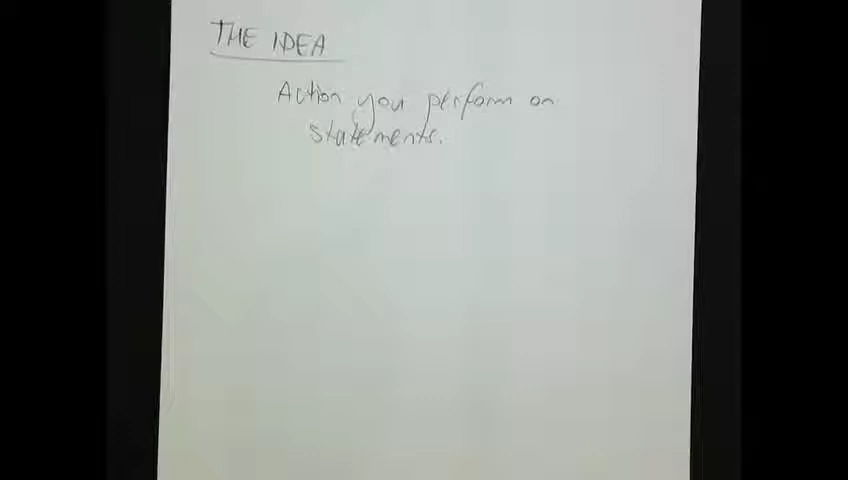 THE IDEA
Action you perform on
statements.